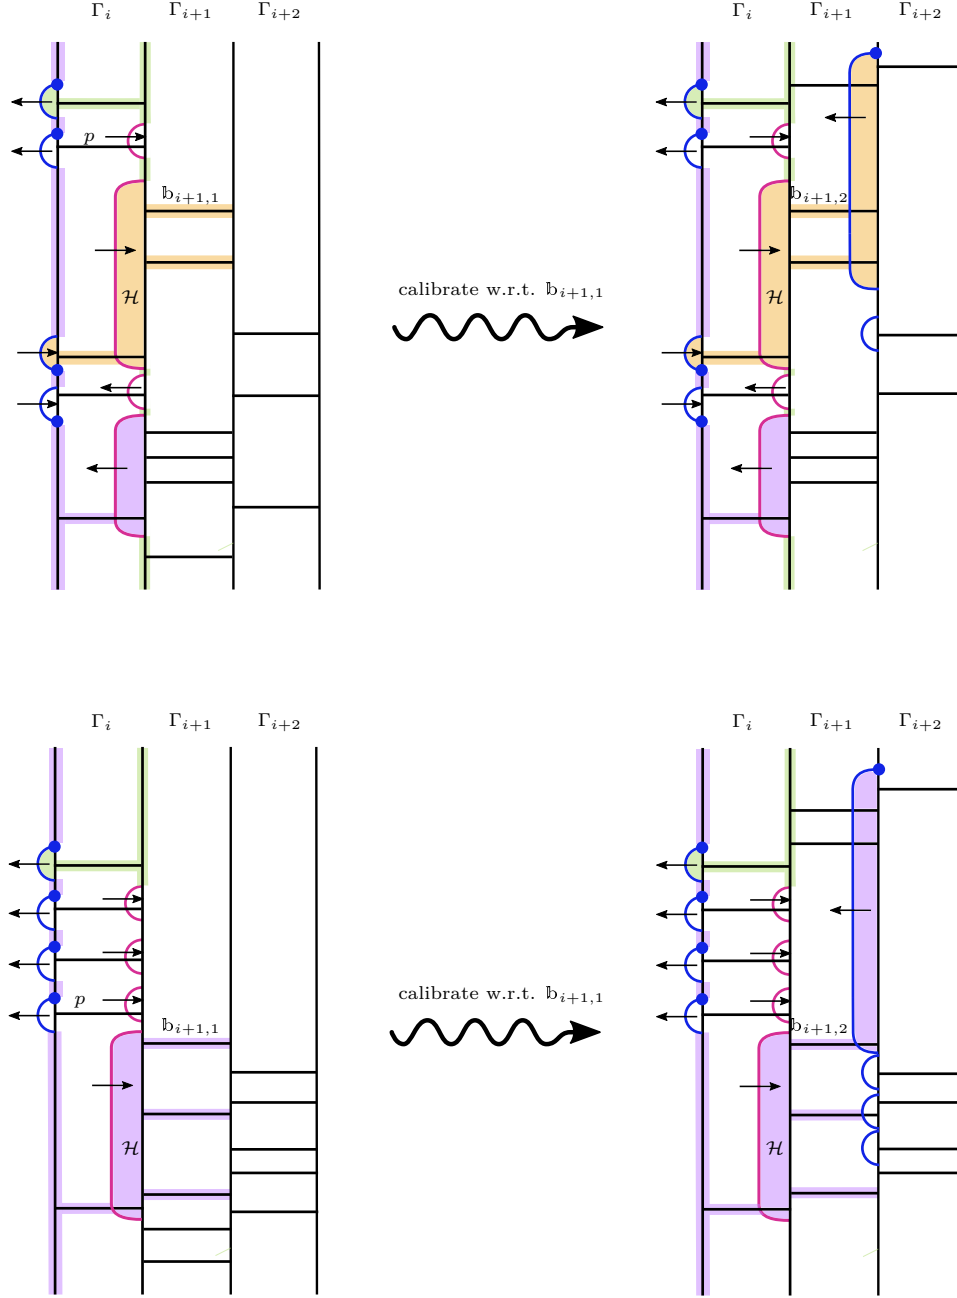 Γ_i Γ_{i+1} Γ_{i+2} Γ_i Γ_{i+1} Γ_{i+2}
p
𝕓_{i+1,1} 𝕓_{i+1,2}
calibrate w.r.t. 𝕓_{i+1,1}
ℋ ℋ
Γ_i Γ_{i+1} Γ_{i+2} Γ_i Γ_{i+1} Γ_{i+2}
p calibrate w.r.t. 𝕓_{i+1,1}
𝕓_{i+1,1} 𝕓_{i+1,2}
ℋ ℋ